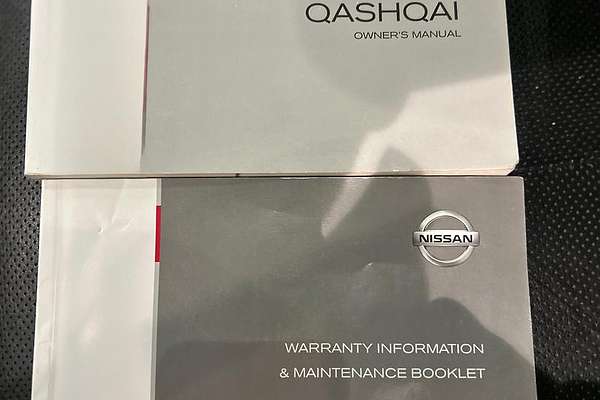 QASHQAI
OWNER'S MANUAL
NISSAN
WARRANTY INFORMATION
& MAINTENANCE BOOKLET